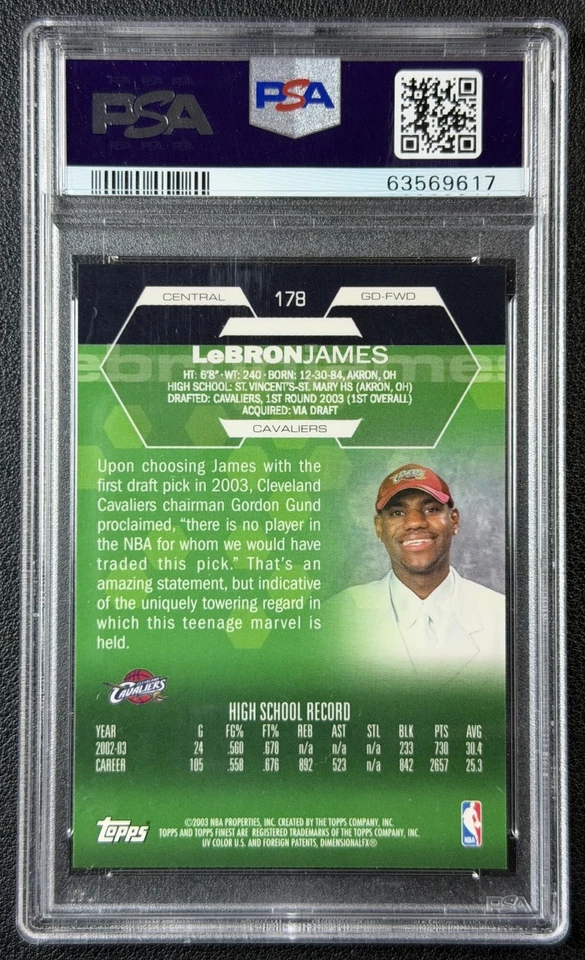 PSA
PSA
63569617
CENTRAL 178 GD-FWD
LeBRONJAMES
HT: 6'8" · WT: 240 · BORN: 12-30-84, AKRON, OH
HIGH SCHOOL: ST. VINCENT'S-ST. MARY HS (AKRON, OH)
DRAFTED: CAVALIERS, 1ST ROUND 2003 (1ST OVERALL)
ACQUIRED: VIA DRAFT
CAVALIERS
Upon choosing James with the
first draft pick in 2003, Cleveland
Cavaliers chairman Gordon Gund
proclaimed, "there is no player in
the NBA for whom we would have
traded this pick." That's an
amazing statement, but indicative
of the uniquely towering regard in
which this teenage marvel is
held.
CAVALIERS
HIGH SCHOOL RECORD
YEAR G FG% FT% REB AST STL BLK PTS AVG
2002-03 24 .560 .678 n/a n/a n/a 233 730 30.4
CAREER 105 .558 .676 892 523 n/a 842 2657 25.3
Topps
©2003 NBA PROPERTIES, INC. CREATED BY THE TOPPS COMPANY, INC.
TOPPS AND TOPPS FINEST ARE REGISTERED TRADEMARKS OF THE TOPPS COMPANY, INC.
UV COLOR U.S. AND FOREIGN PATENTS, DIMENSIONALFX®
NBA
PSA